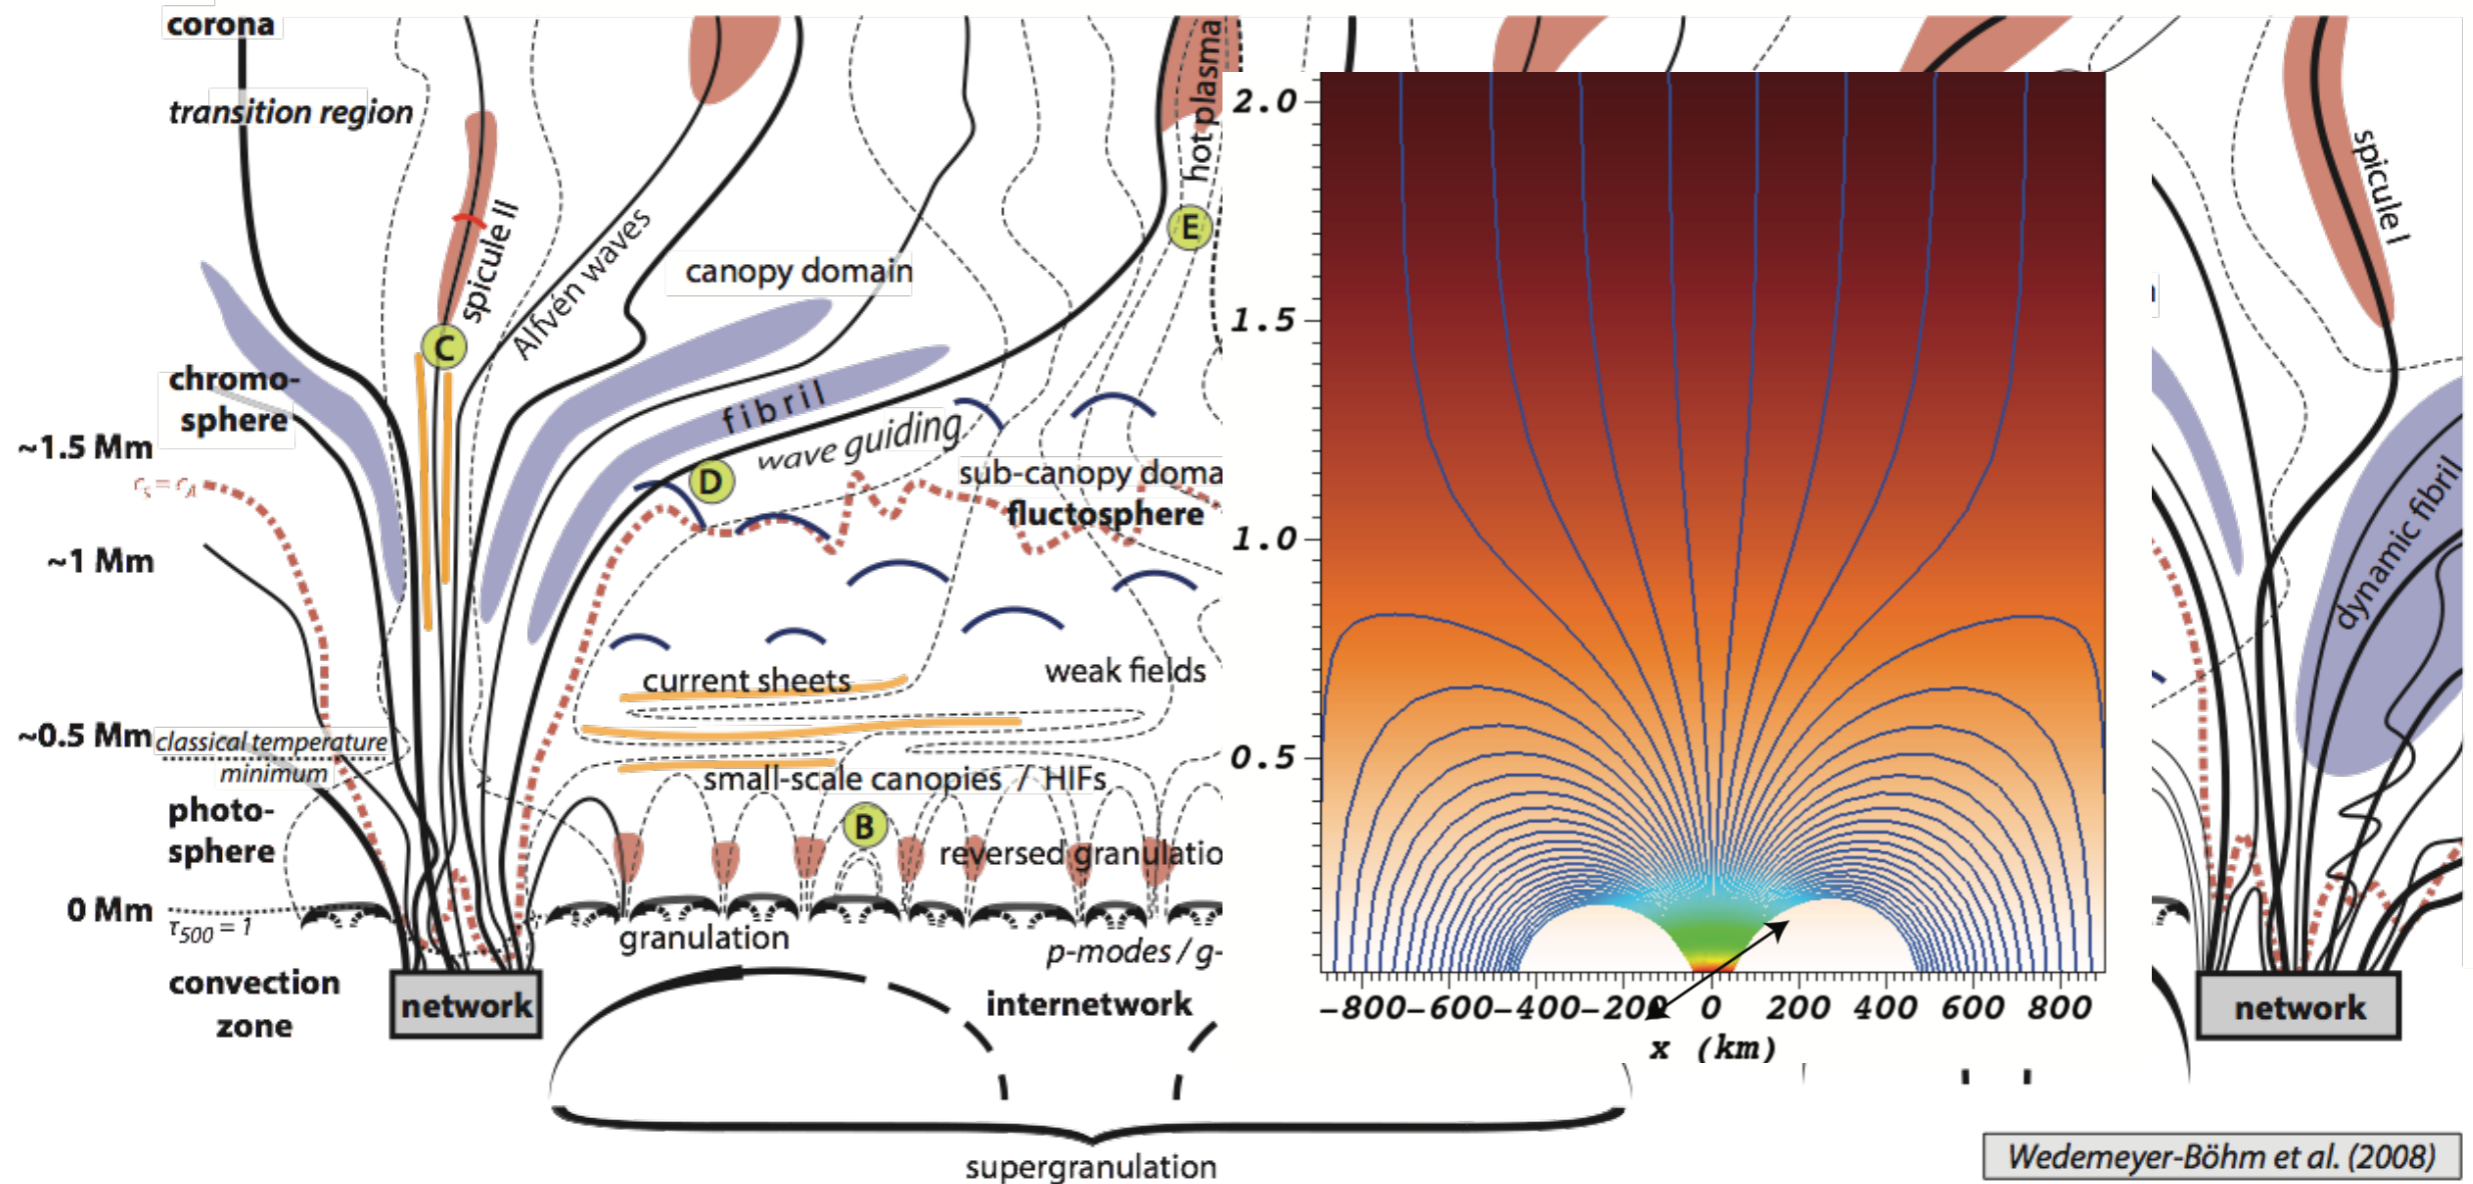 corona
transition region
spicule II
Alfvén waves
canopy domain
hot plasma
E
C
chromo-
sphere
fibril
wave guiding
D
~1.5 Mm
sub-canopy doma
fluctosphere
~1 Mm
current sheets
weak fields
~0.5 Mm
classical temperature
minimum
small-scale canopies / HIFs
photo-
sphere
B
reversed granulatio
0 Mm
τ500 = 1
granulation
p-modes / g-
convection
zone
network
internetwork
supergranulation
2.0
1.5
1.0
0.5
-800-600-400-200 0 200 400 600 800
x (km)
spicule I
dynamic fibril
network
Wedemeyer-Böhm et al. (2008)